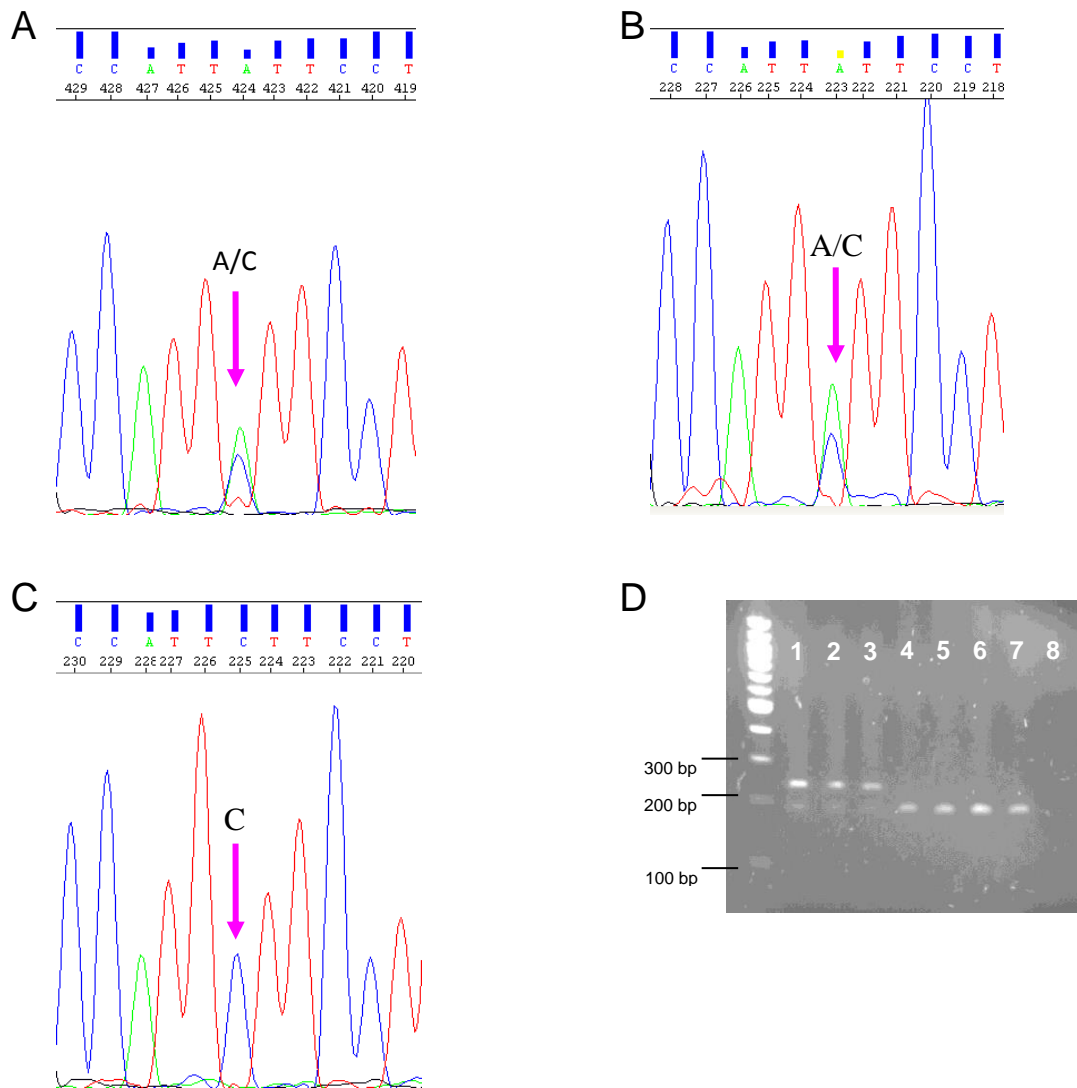 A
C C A T T A T T C C T
429 428 427 426 425 424 423 422 421 420 419
A/C
B
C C A T T A T T C C T
228 227 226 225 224 223 222 221 220 219 218
A/C
C
C C A T T C T T C C T
230 229 228 227 226 225 224 223 222 221 220
C
D
1 2 3 4 5 6 7 8
300 bp
200 bp
100 bp